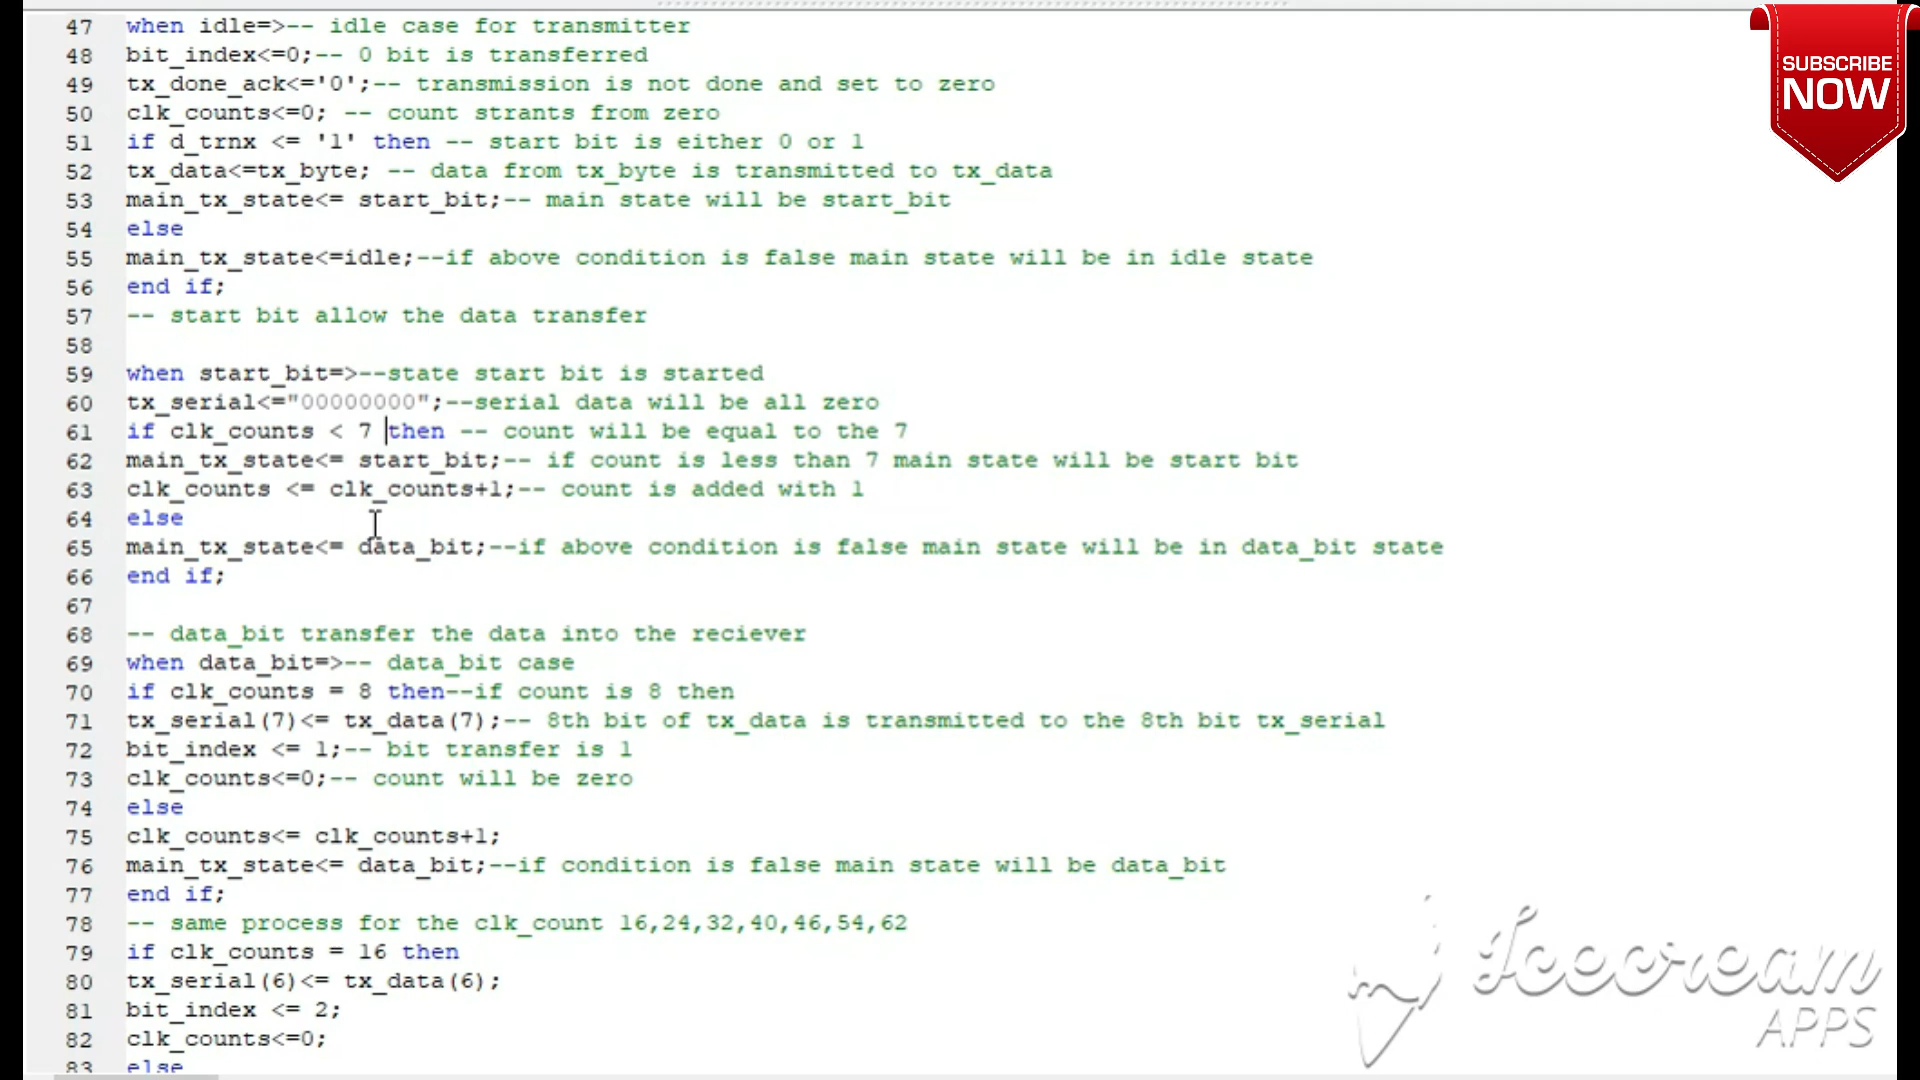 47 when idle=>-- idle case for transmitter
48 bit_index<=0;-- 0 bit is transferred
49 tx_done_ack<='0';-- transmission is not done and set to zero
50 clk_counts<=0; -- count strants from zero
51 if d_trnx <= '1' then -- start bit is either 0 or 1
52 tx_data<=tx_byte; -- data from tx_byte is transmitted to tx_data
53 main_tx_state<= start_bit;-- main state will be start_bit
54 else
55 main_tx_state<=idle;--if above condition is false main state will be in idle state
56 end if;
57 -- start bit allow the data transfer
58
59 when start_bit=>--state start bit is started
60 tx_serial<="00000000";--serial data will be all zero
61 if clk_counts < 7 then -- count will be equal to the 7
62 main_tx_state<= start_bit;-- if count is less than 7 main state will be start bit
63 clk_counts <= clk_counts+1;-- count is added with 1
64 else
65 main_tx_state<= data_bit;--if above condition is false main state will be in data_bit state
66 end if;
67
68 -- data_bit transfer the data into the reciever
69 when data_bit=>-- data_bit case
70 if clk_counts = 8 then--if count is 8 then
71 tx_serial(7)<= tx_data(7);-- 8th bit of tx_data is transmitted to the 8th bit tx_serial
72 bit_index <= 1;-- bit transfer is 1
73 clk_counts<=0;-- count will be zero
74 else
75 clk_counts<= clk_counts+1;
76 main_tx_state<= data_bit;--if condition is false main state will be data_bit
77 end if;
78 -- same process for the clk_count 16,24,32,40,46,54,62
79 if clk_counts = 16 then
80 tx_serial(6)<= tx_data(6);
81 bit_index <= 2;
82 clk_counts<=0;
83 else
SUBSCRIBE
NOW
Icecream
APPS